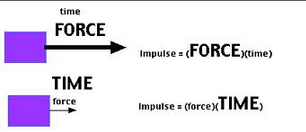 time
FORCE
Impulse = (FORCE)(time)
TIME
force
Impulse = (force)(TIME)